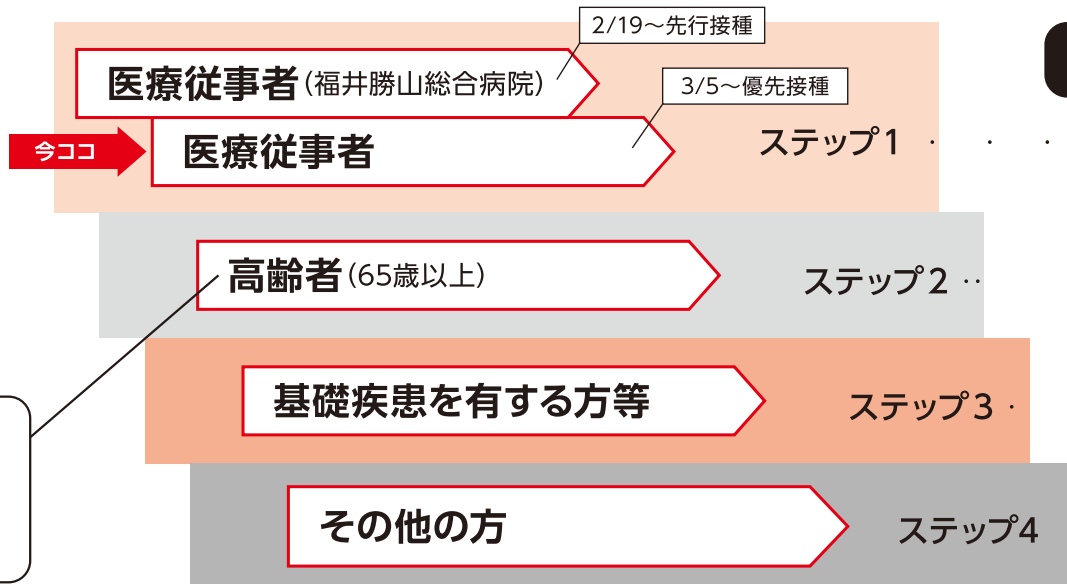 2/19～先行接種
医療従事者(福井勝山総合病院)
3/5～優先接種
今ココ
医療従事者
ステップ1 ・ ・ ・
高齢者(65歳以上)
ステップ2 ・・
基礎疾患を有する方等
ステップ3 ・
その他の方
ステップ4